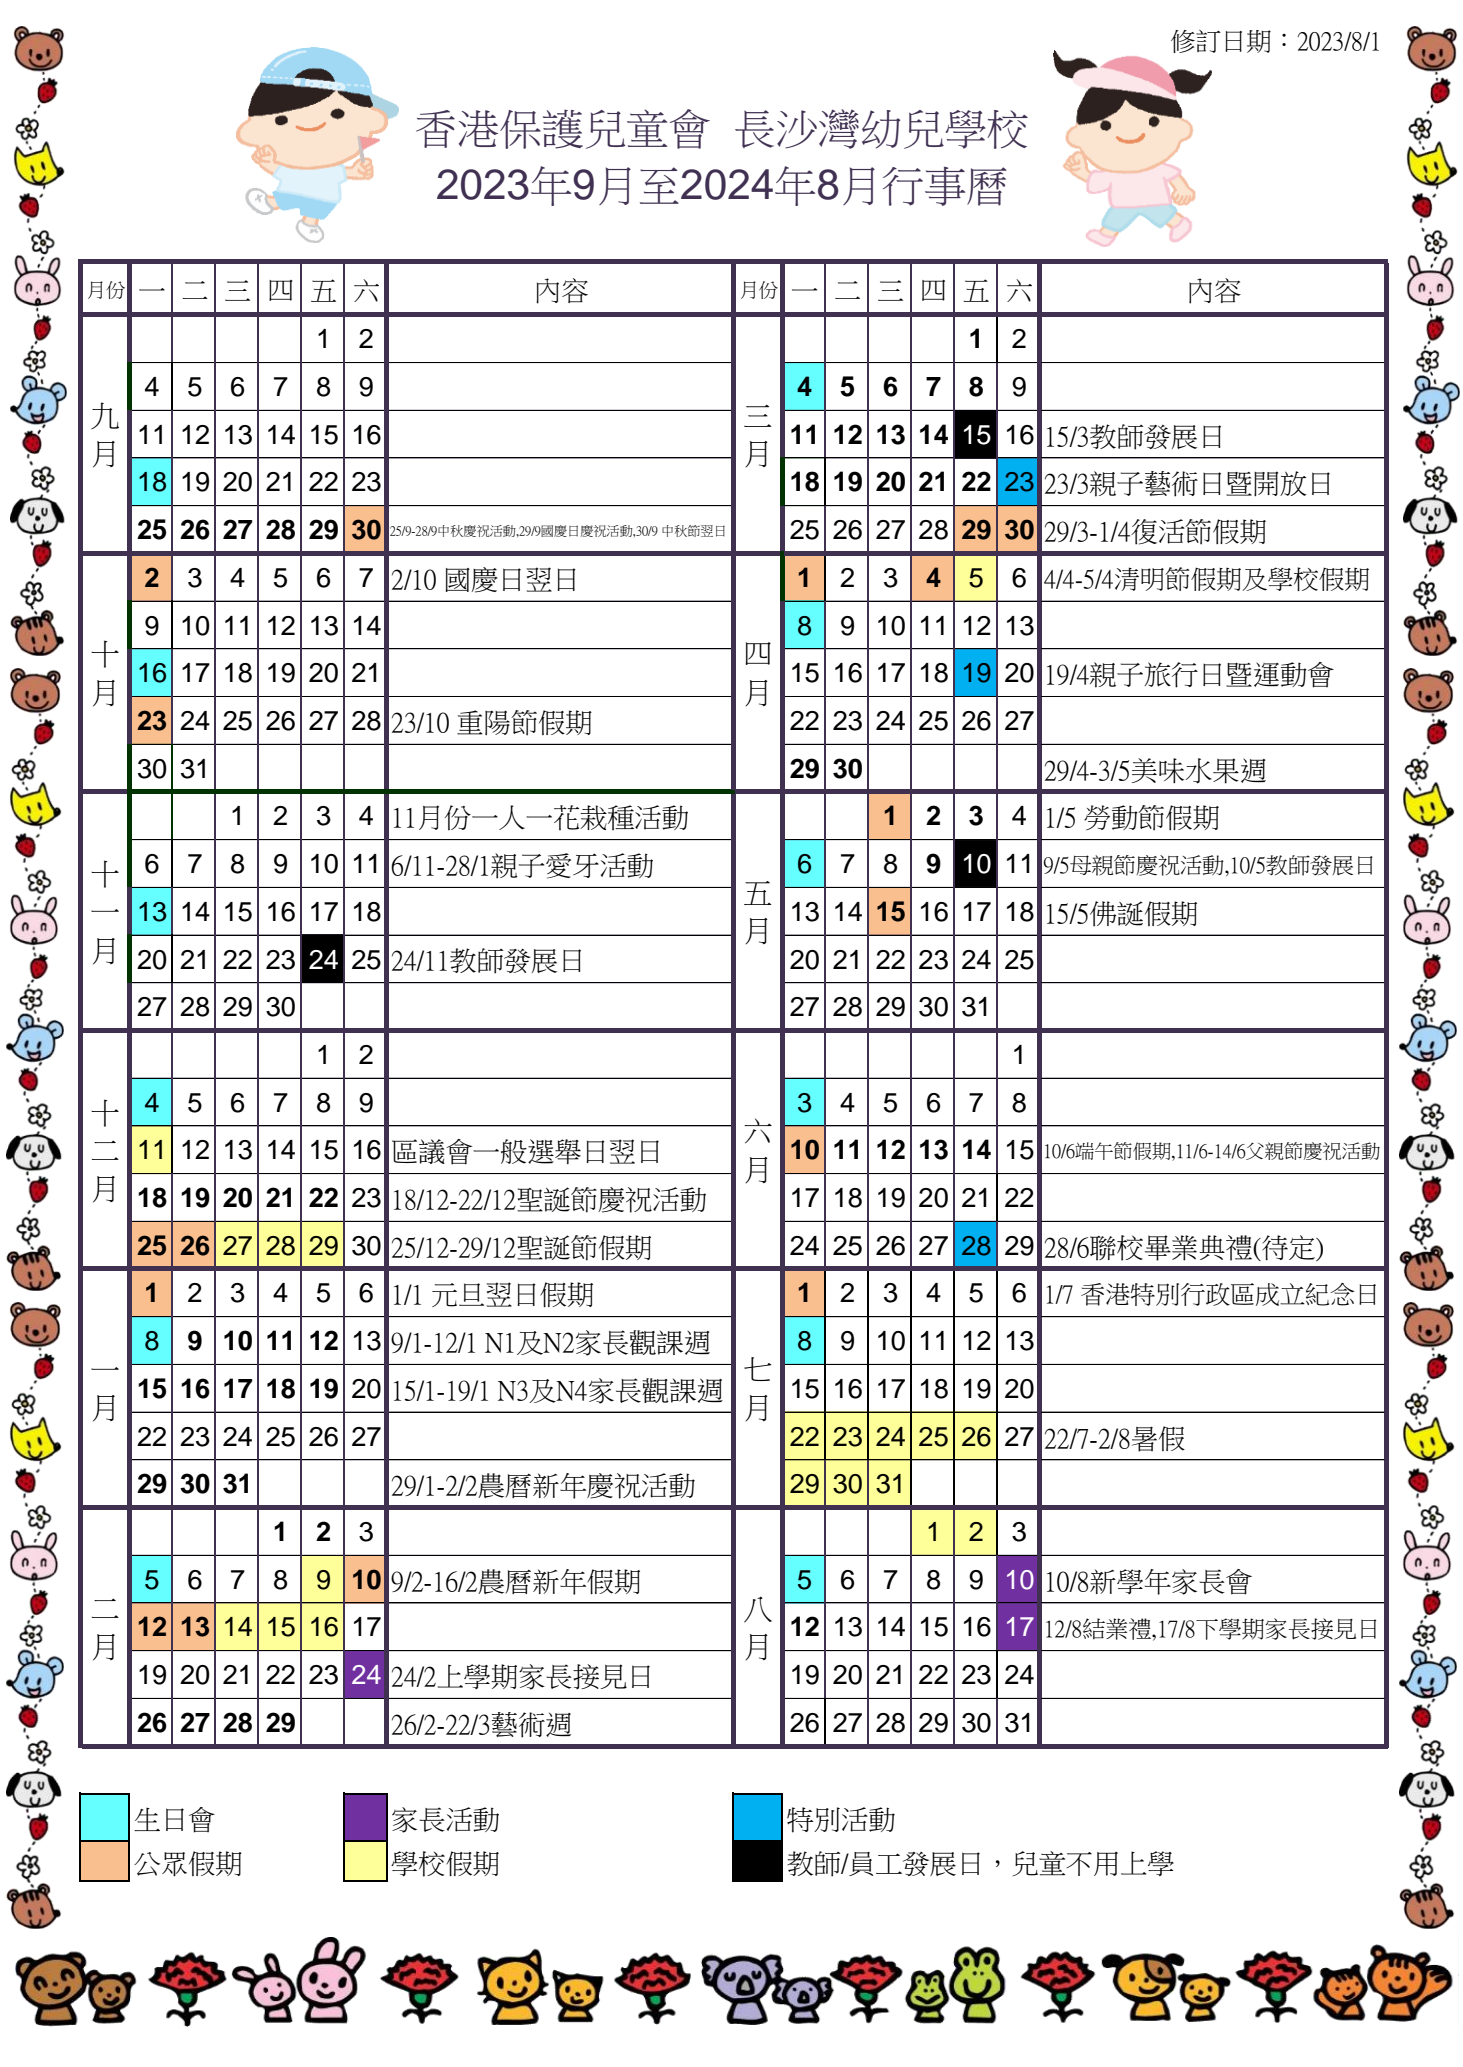 修訂日期：2023/8/1
香港保護兒童會 長沙灣幼兒學校
2023年9月至2024年8月行事曆
月份 一 二 三 四 五 六 內容
九月
1 2
4 5 6 7 8 9
11 12 13 14 15 16
18 19 20 21 22 23
25 26 27 28 29 30 25/9-28/9中秋慶祝活動,29/9國慶日慶祝活動,30/9 中秋節翌日
十月
2 3 4 5 6 7 2/10 國慶日翌日
9 10 11 12 13 14
16 17 18 19 20 21
23 24 25 26 27 28 23/10 重陽節假期
30 31
十一月
1 2 3 4 11月份一人一花栽種活動
6 7 8 9 10 11 6/11-28/1親子愛牙活動
13 14 15 16 17 18
20 21 22 23 24 25 24/11教師發展日
27 28 29 30
十二月
1 2
4 5 6 7 8 9
11 12 13 14 15 16 區議會一般選舉日翌日
18 19 20 21 22 23 18/12-22/12聖誕節慶祝活動
25 26 27 28 29 30 25/12-29/12聖誕節假期
一月
1 2 3 4 5 6 1/1 元旦翌日假期
8 9 10 11 12 13 9/1-12/1 N1及N2家長觀課週
15 16 17 18 19 20 15/1-19/1 N3及N4家長觀課週
22 23 24 25 26 27
29 30 31 29/1-2/2農曆新年慶祝活動
二月
1 2 3
5 6 7 8 9 10 9/2-16/2農曆新年假期
12 13 14 15 16 17
19 20 21 22 23 24 24/2上學期家長接見日
26 27 28 29 26/2-22/3藝術週
月份 一 二 三 四 五 六 內容
三月
1 2
4 5 6 7 8 9
11 12 13 14 15 16 15/3教師發展日
18 19 20 21 22 23 23/3親子藝術日暨開放日
25 26 27 28 29 30 29/3-1/4復活節假期
四月
1 2 3 4 5 6 4/4-5/4清明節假期及學校假期
8 9 10 11 12 13
15 16 17 18 19 20 19/4親子旅行日暨運動會
22 23 24 25 26 27
29 30 29/4-3/5美味水果週
五月
1 2 3 4 1/5 勞動節假期
6 7 8 9 10 11 9/5母親節慶祝活動,10/5教師發展日
13 14 15 16 17 18 15/5佛誕假期
20 21 22 23 24 25
27 28 29 30 31
六月
1
3 4 5 6 7 8
10 11 12 13 14 15 10/6端午節假期,11/6-14/6父親節慶祝活動
17 18 19 20 21 22
24 25 26 27 28 29 28/6聯校畢業典禮(待定)
七月
1 2 3 4 5 6 1/7 香港特別行政區成立紀念日
8 9 10 11 12 13
15 16 17 18 19 20
22 23 24 25 26 27 22/7-2/8暑假
29 30 31
八月
1 2 3
5 6 7 8 9 10 10/8新學年家長會
12 13 14 15 16 17 12/8結業禮,17/8下學期家長接見日
19 20 21 22 23 24
26 27 28 29 30 31
生日會 家長活動 特別活動
公眾假期 學校假期 教師/員工發展日，兒童不用上學